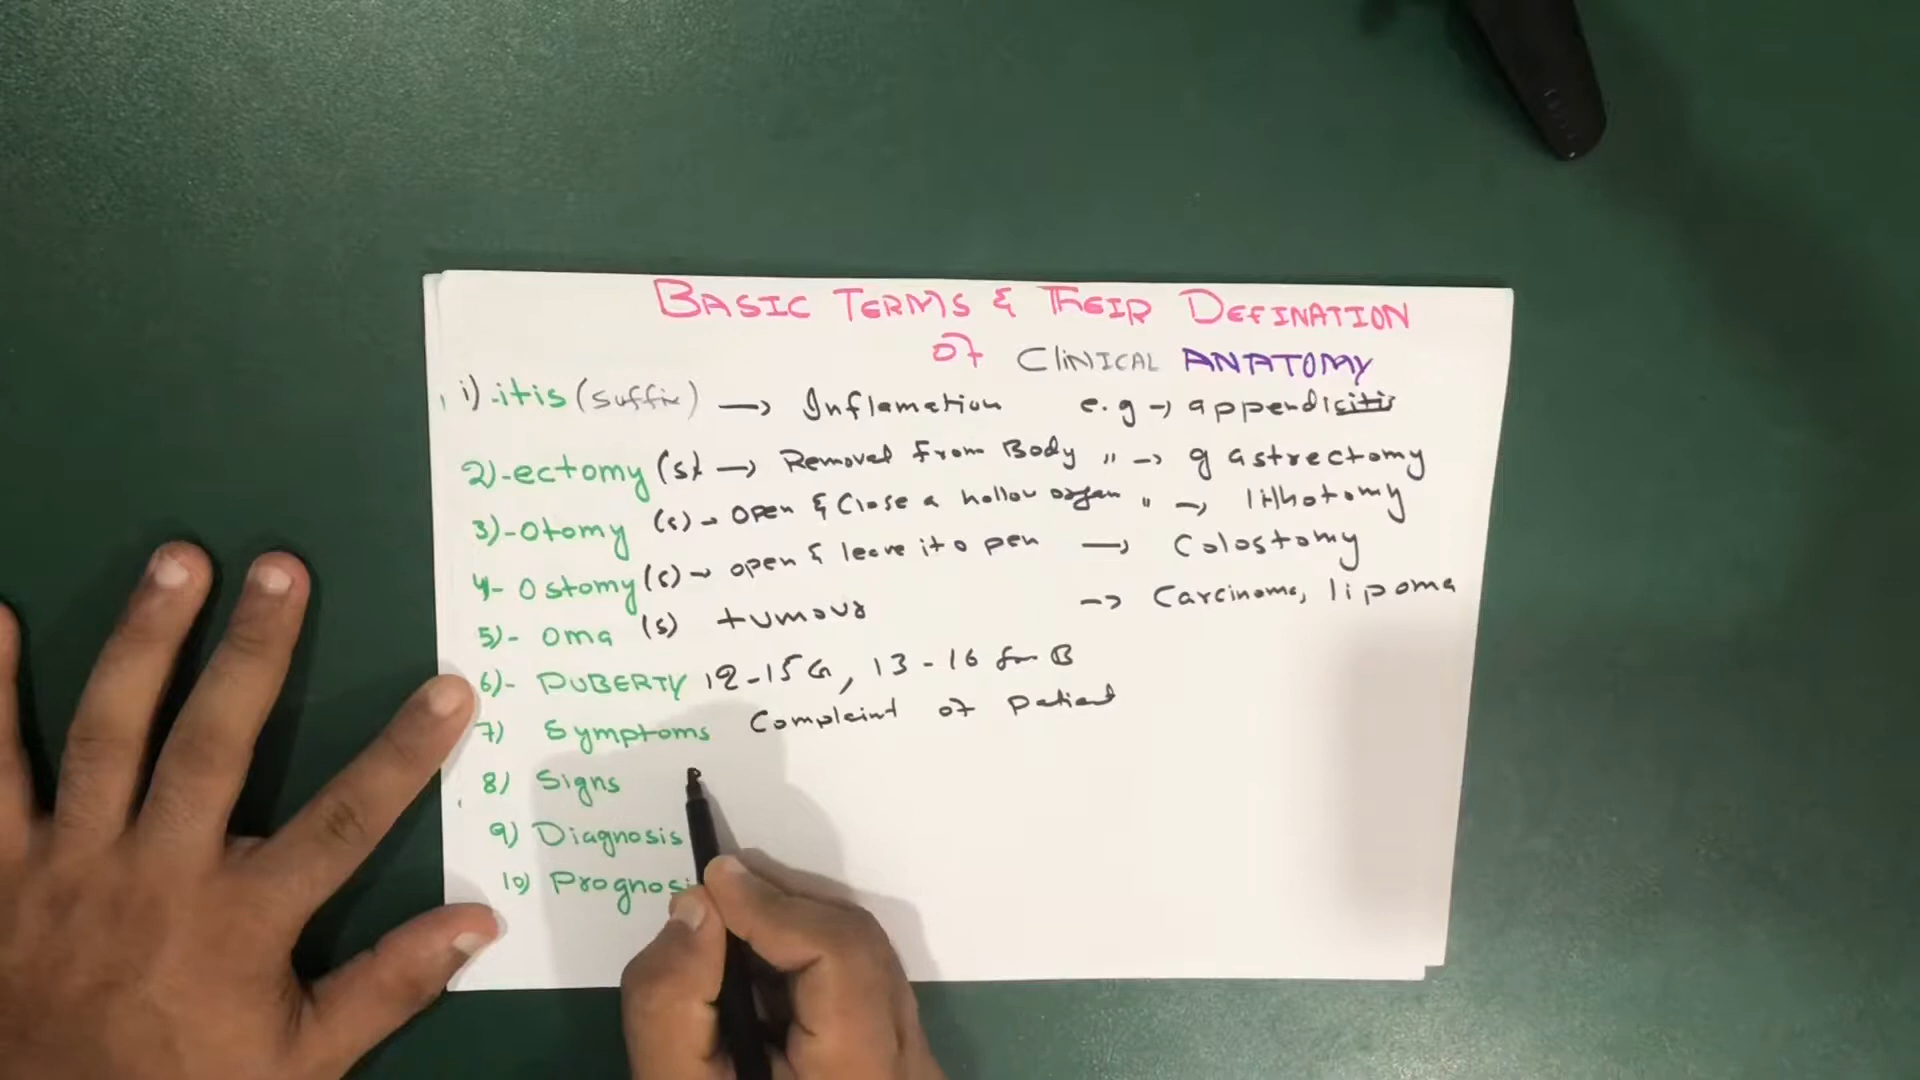 BASIC TERMS & THEIR DEFINATION
of CLINICAL ANATOMY
1) -itis (suffix) → Inflamation e.g → appendicitis
2) -ectomy (s) → Removed from Body " → gastrectomy
3) -Otomy (s) → Open & Close a hollow organ " → lithotomy
4- Ostomy (s) → open & leave it open → Colostomy
5)- Oma (s) tumour → Carcinoma, lipoma
6)- PUBERTY 12-15 G, 13-16 for B
7) Symptoms Complaint of patient
8) Signs
9) Diagnosis
10) Prognosi